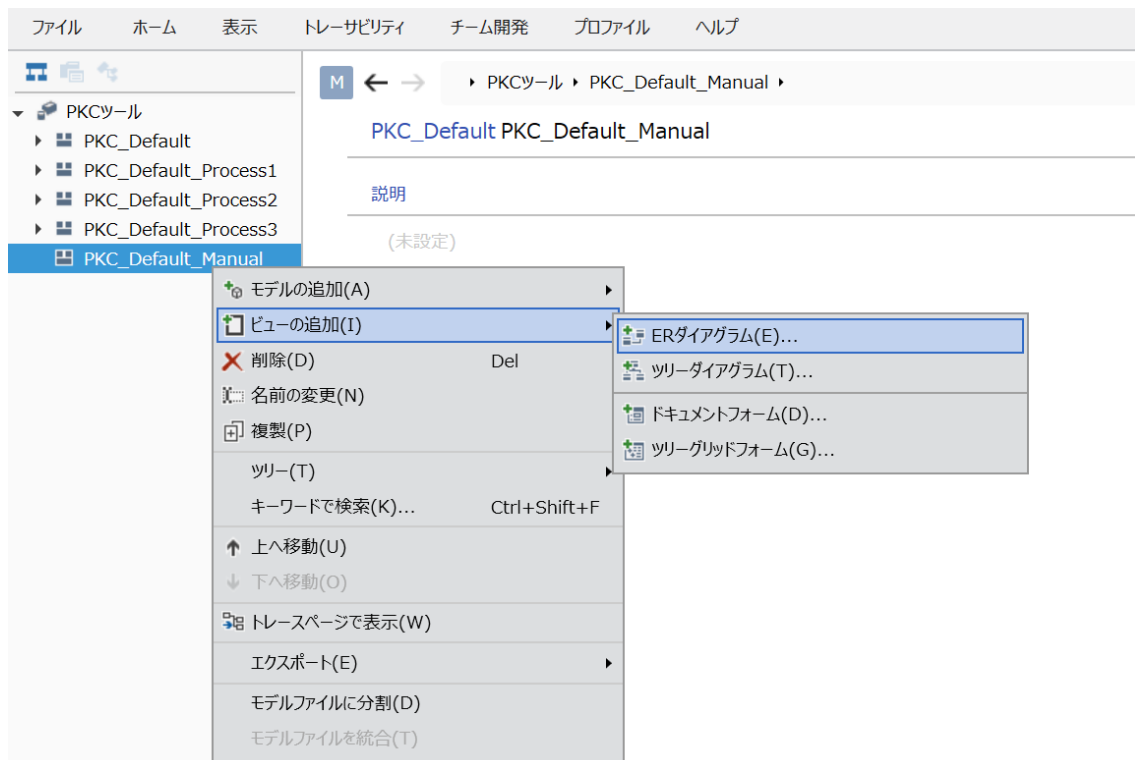 ファイル ホーム 表示 トレーサビリティ チーム開発 プロファイル ヘルプ
PKCツール
PKC_Default
PKC_Default_Process1
PKC_Default_Process2
PKC_Default_Process3
PKC_Default_Manual
M PKCツール PKC_Default_Manual
PKC_Default PKC_Default_Manual
説明
(未設定)
モデルの追加(A)
ビューの追加(I)
削除(D) Del
名前の変更(N)
複製(P)
ツリー(T)
キーワードで検索(K)... Ctrl+Shift+F
上へ移動(U)
下へ移動(O)
トレースページで表示(W)
エクスポート(E)
モデルファイルに分割(D)
モデルファイルを統合(T)
ERダイアグラム(E)...
ツリーダイアグラム(T)...
ドキュメントフォーム(D)...
ツリーグリッドフォーム(G)...